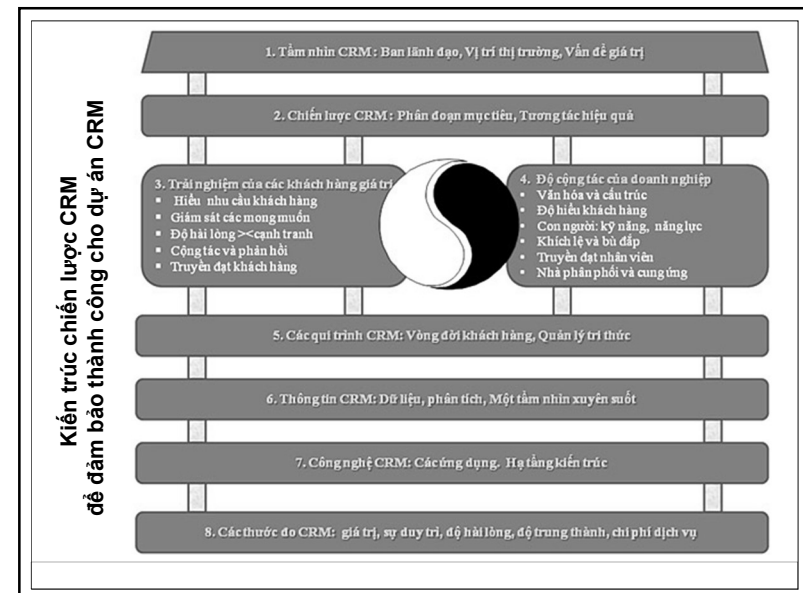 Kiến trúc chiến lược CRM
để đảm bảo thành công cho dự án CRM
1. Tầm nhìn CRM : Ban lãnh đạo, Vị trí thị trường, Vấn đề giá trị
2. Chiến lược CRM : Phân đoạn mục tiêu, Tương tác hiệu quả
3. Trải nghiệm của các khách hàng giá trị
▪ Hiểu nhu cầu khách hàng
▪ Giám sát các mong muốn
▪ Độ hài lòng ><cạnh tranh
▪ Cộng tác và phản hồi
▪ Truyền đạt khách hàng
4. Độ cộng tác của doanh nghiệp
▪ Văn hóa và cấu trúc
▪ Độ hiểu khách hàng
▪ Con người: kỹ năng, năng lực
▪ Khích lệ và bù đắp
▪ Truyền đạt nhân viên
▪ Nhà phân phối và cung ứng
5. Các qui trình CRM: Vòng đời khách hàng, Quản lý tri thức
6. Thông tin CRM: Dữ liệu, phân tích, Một tầm nhìn xuyên suốt
7. Công nghệ CRM: Các ứng dụng. Hạ tầng kiến trúc
8. Các thước đo CRM: giá trị, sự duy trì, độ hài lòng, độ trung thành, chi phí dịch vụ